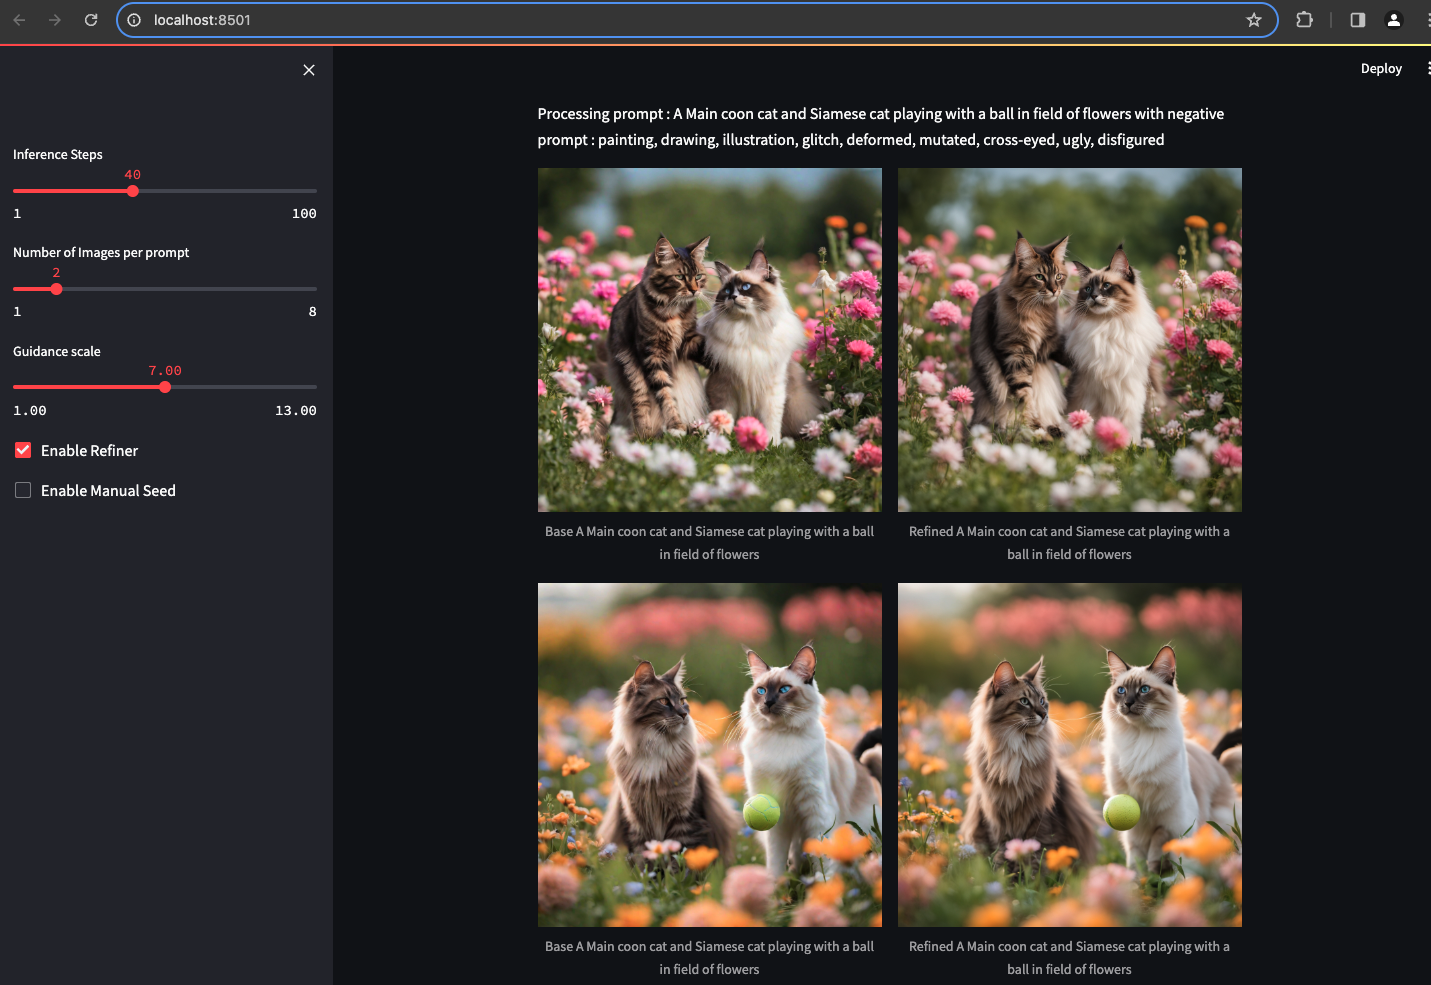 localhost:8501
Deploy
Inference Steps
40
1 100
Number of Images per prompt
2
1 8
Guidance scale
7.00
1.00 13.00
Enable Refiner
Enable Manual Seed
Processing prompt : A Main coon cat and Siamese cat playing with a ball in field of flowers with negative
prompt : painting, drawing, illustration, glitch, deformed, mutated, cross-eyed, ugly, disfigured
Base A Main coon cat and Siamese cat playing with a ball
in field of flowers
Refined A Main coon cat and Siamese cat playing with a
ball in field of flowers
Base A Main coon cat and Siamese cat playing with a ball
in field of flowers
Refined A Main coon cat and Siamese cat playing with a
ball in field of flowers